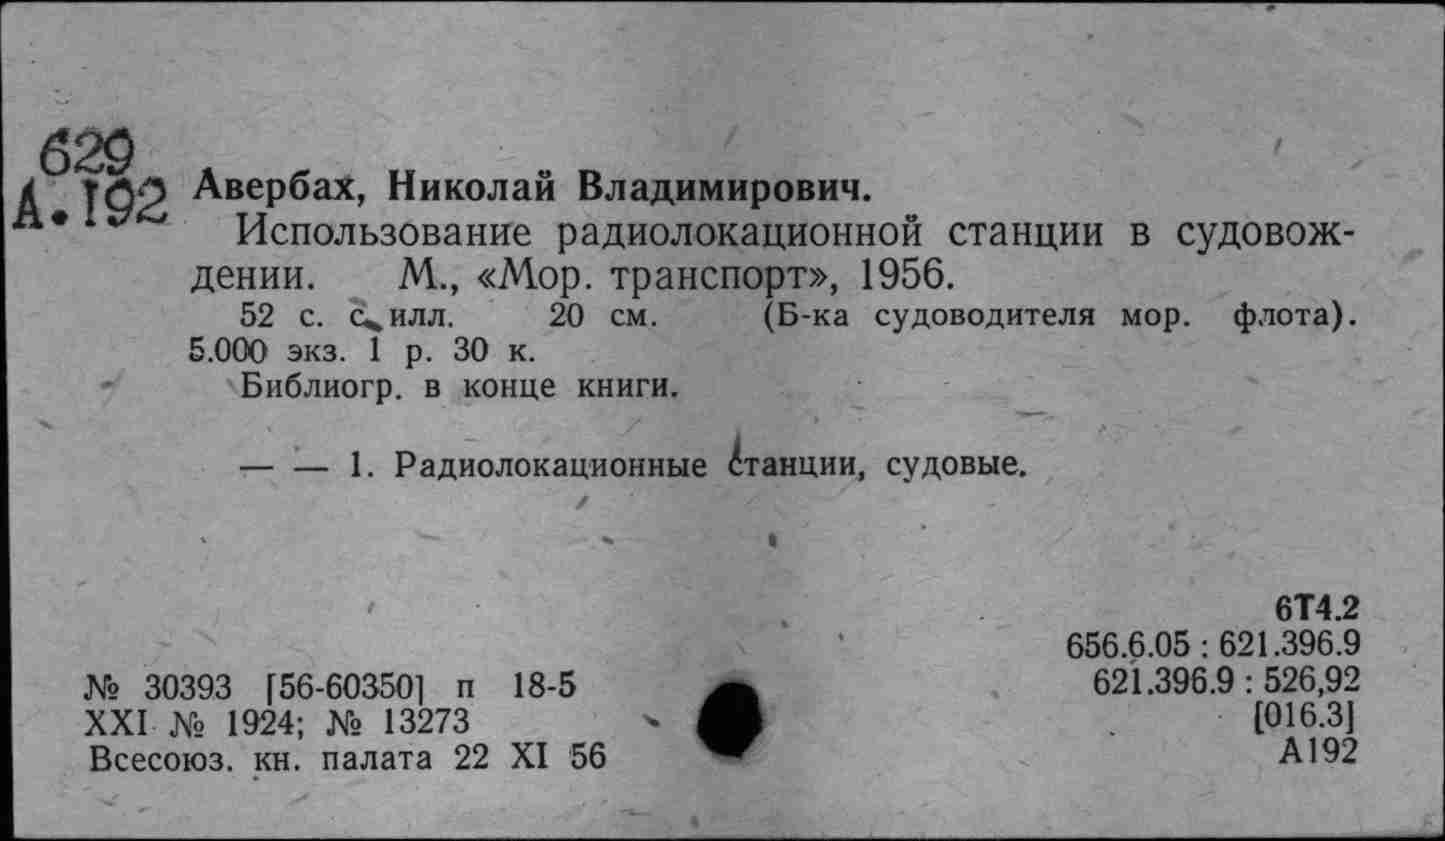 629
А.192
Авербах, Николай Владимирович.
Использование радиолокационной станции в судовож-
дении. М., «Мор. транспорт», 1956.
52 с. с илл. 20 см. (Б-ка судоводителя мор. флота).
5.000 экз. 1 р. 30 к.
Библиогр. в конце книги.
— — 1. Радиолокационные станции, судовые.
6Т4.2
656.6.05 : 621.396.9
621.396.9 : 526,92
[016.3]
А192
№ 30393 [56-60350] п 18-5
XXI № 1924; № 13273
Всесоюз. кн. палата 22 XI 56